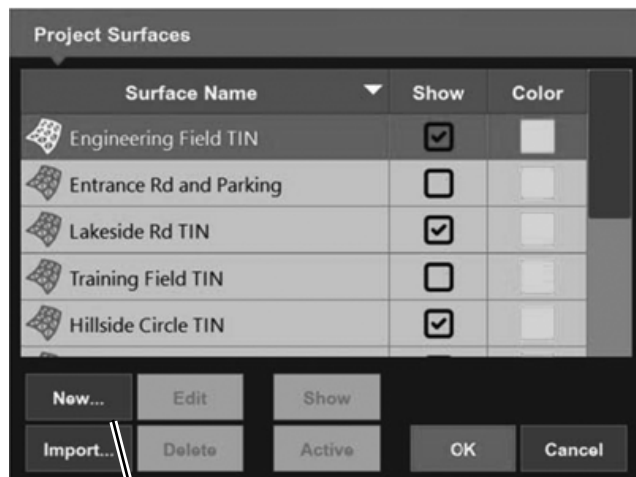 Project Surfaces
Surface Name Show Color
Engineering Field TIN
Entrance Rd and Parking
Lakeside Rd TIN
Training Field TIN
Hillside Circle TIN
New... Edit Show
Import... Delete Active OK Cancel